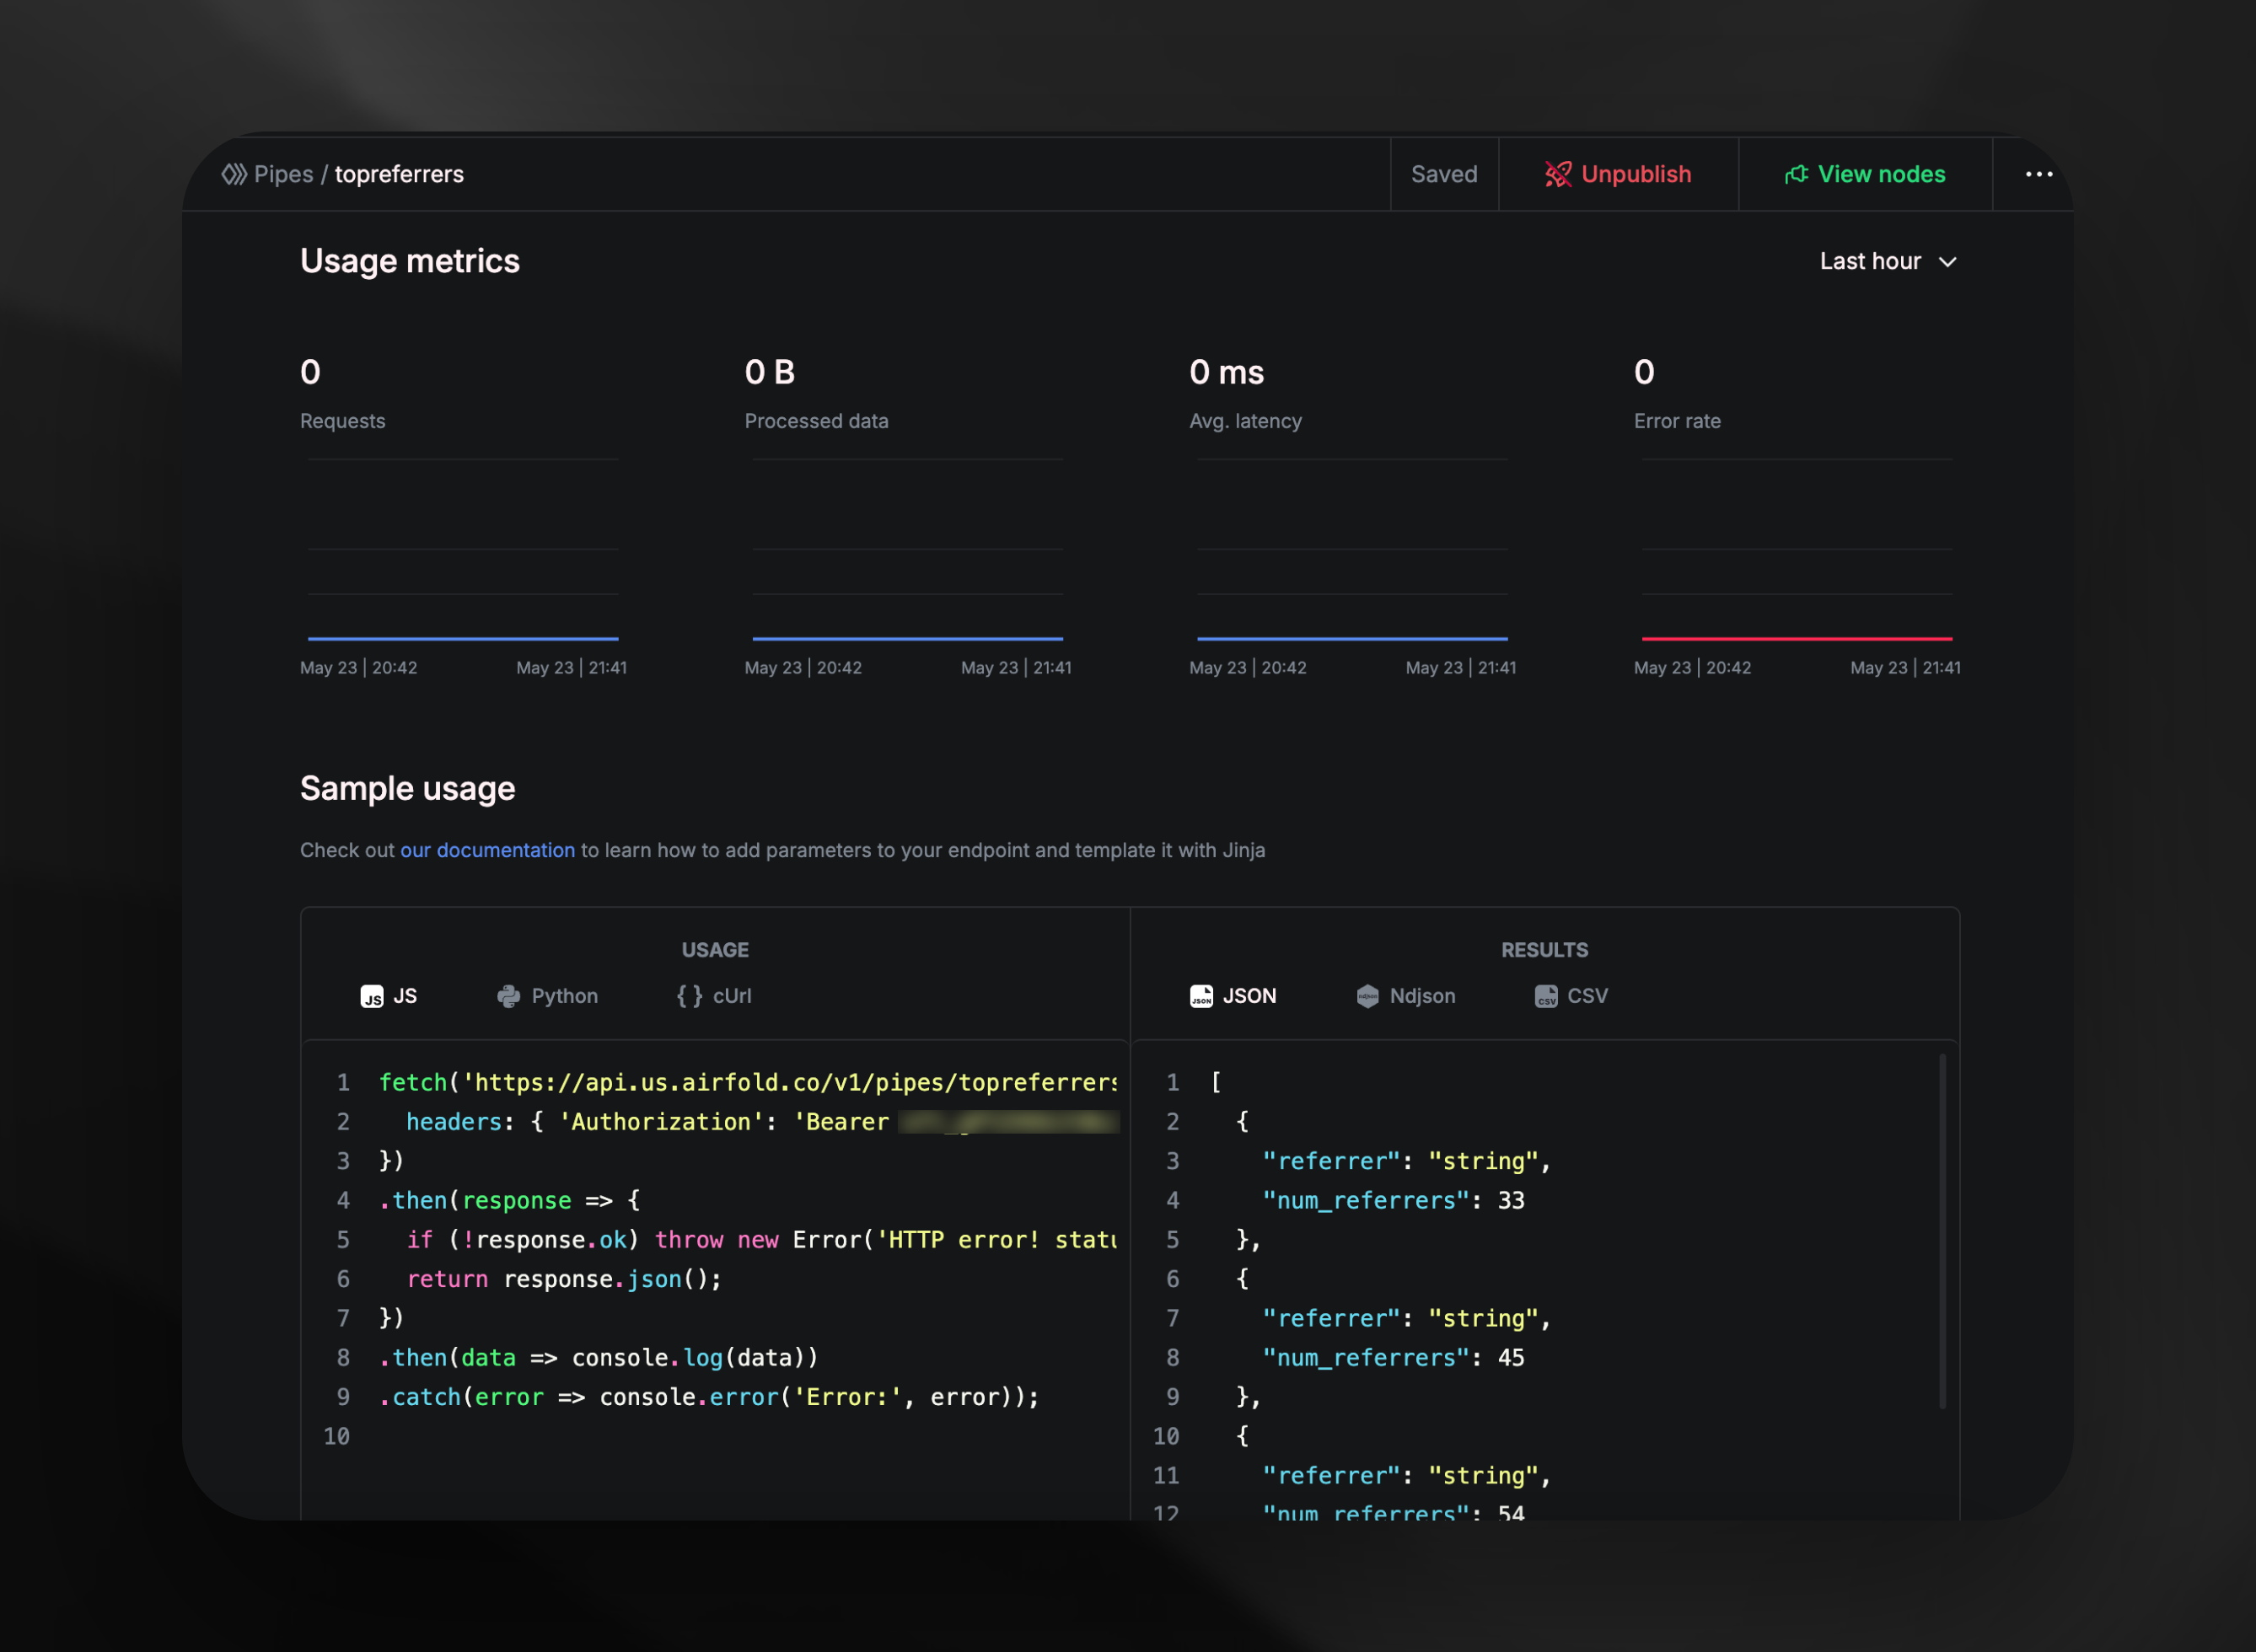 Pipes / topreferrers
Saved
Unpublish
View nodes
Usage metrics
Last hour
0
Requests
May 23 | 20:42
May 23 | 21:41
0 B
Processed data
May 23 | 20:42
May 23 | 21:41
0 ms
Avg. latency
May 23 | 20:42
May 23 | 21:41
0
Error rate
May 23 | 20:42
May 23 | 21:41
Sample usage
Check out our documentation to learn how to add parameters to your endpoint and template it with Jinja
USAGE
JS JS
Python
{ } cUrl
1 fetch('https://api.us.airfold.co/v1/pipes/topreferrers
2 headers: { 'Authorization': 'Bearer
3 })
4 .then(response => {
5 if (!response.ok) throw new Error('HTTP error! statu
6 return response.json();
7 })
8 .then(data => console.log(data))
9 .catch(error => console.error('Error:', error));
10
RESULTS
JSON JSON
Ndjson Ndjson
CSV CSV
1 [
2 {
3 "referrer": "string",
4 "num_referrers": 33
5 },
6 {
7 "referrer": "string",
8 "num_referrers": 45
9 },
10 {
11 "referrer": "string",
12 "num_referrers": 54